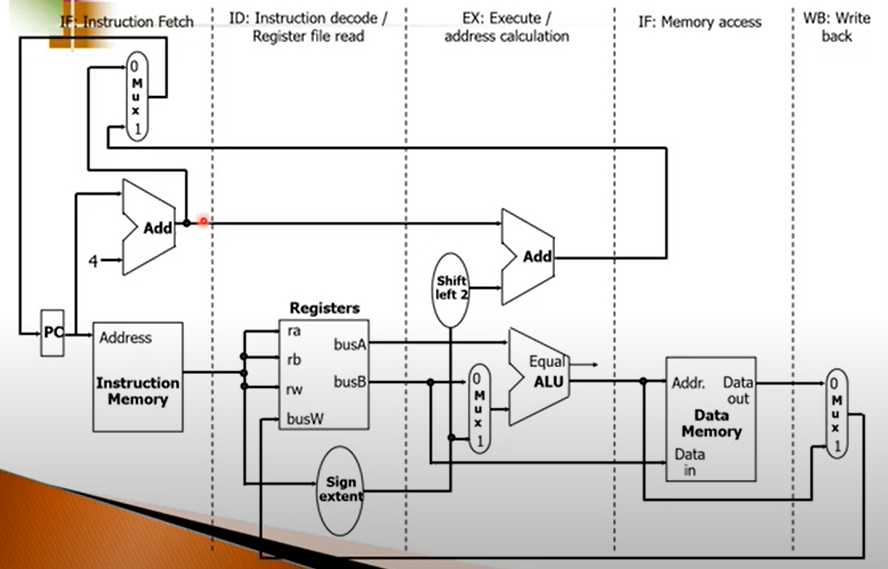 IF: Instruction Fetch
ID: Instruction decode /
Register file read
EX: Execute /
address calculation
IF: Memory access
WB: Write
back
0
M
u
x
1
Add
4
Add
Shift
left 2
PC
Address
Instruction
Memory
Registers
ra
rb
rw
busW
busA
busB
0
M
u
x
1
Equal
ALU
Addr.
Data
out
Data
Memory
Data
in
0
M
u
x
1
Sign
extent